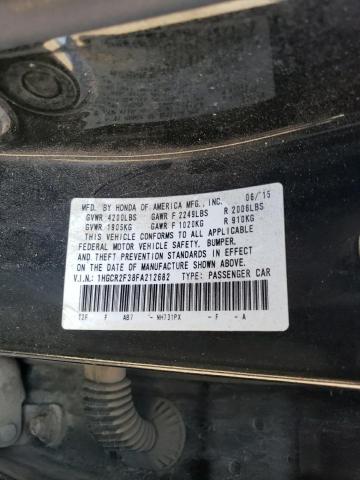 MFD. BY HONDA OF AMERICA MFG., INC. 06/15
GVWR 4200LBS GAWR F 2249LBS R 2006LBS
GVWR 1905KG GAWR F 1020KG R 910KG
THIS VEHICLE CONFORMS TO ALL APPLICABLE
FEDERAL MOTOR VEHICLE SAFETY, BUMPER,
AND THEFT PREVENTION STANDARDS IN EFFECT
ON THE DATE OF MANUFACTURE SHOWN ABOVE.
V.I.N.: 1HGCR2F38FA212682 TYPE: PASSENGER CAR
T2F F AB7 - NH731PX - F - A